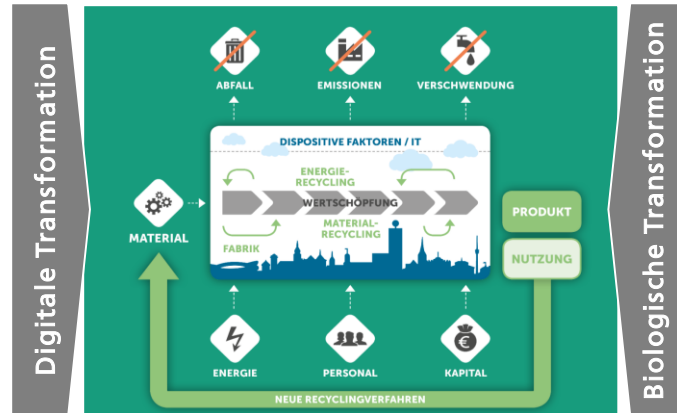 Digitale Transformation
ABFALL
EMISSIONEN
VERSCHWENDUNG
DISPOSITIVE FAKTOREN / IT
ENERGIE-
RECYCLING
WERTSCHÖPFUNG
MATERIAL-
RECYCLING
FABRIK
MATERIAL
PRODUKT
NUTZUNG
€
ENERGIE
PERSONAL
KAPITAL
NEUE RECYCLINGVERFAHREN
Biologische Transformation